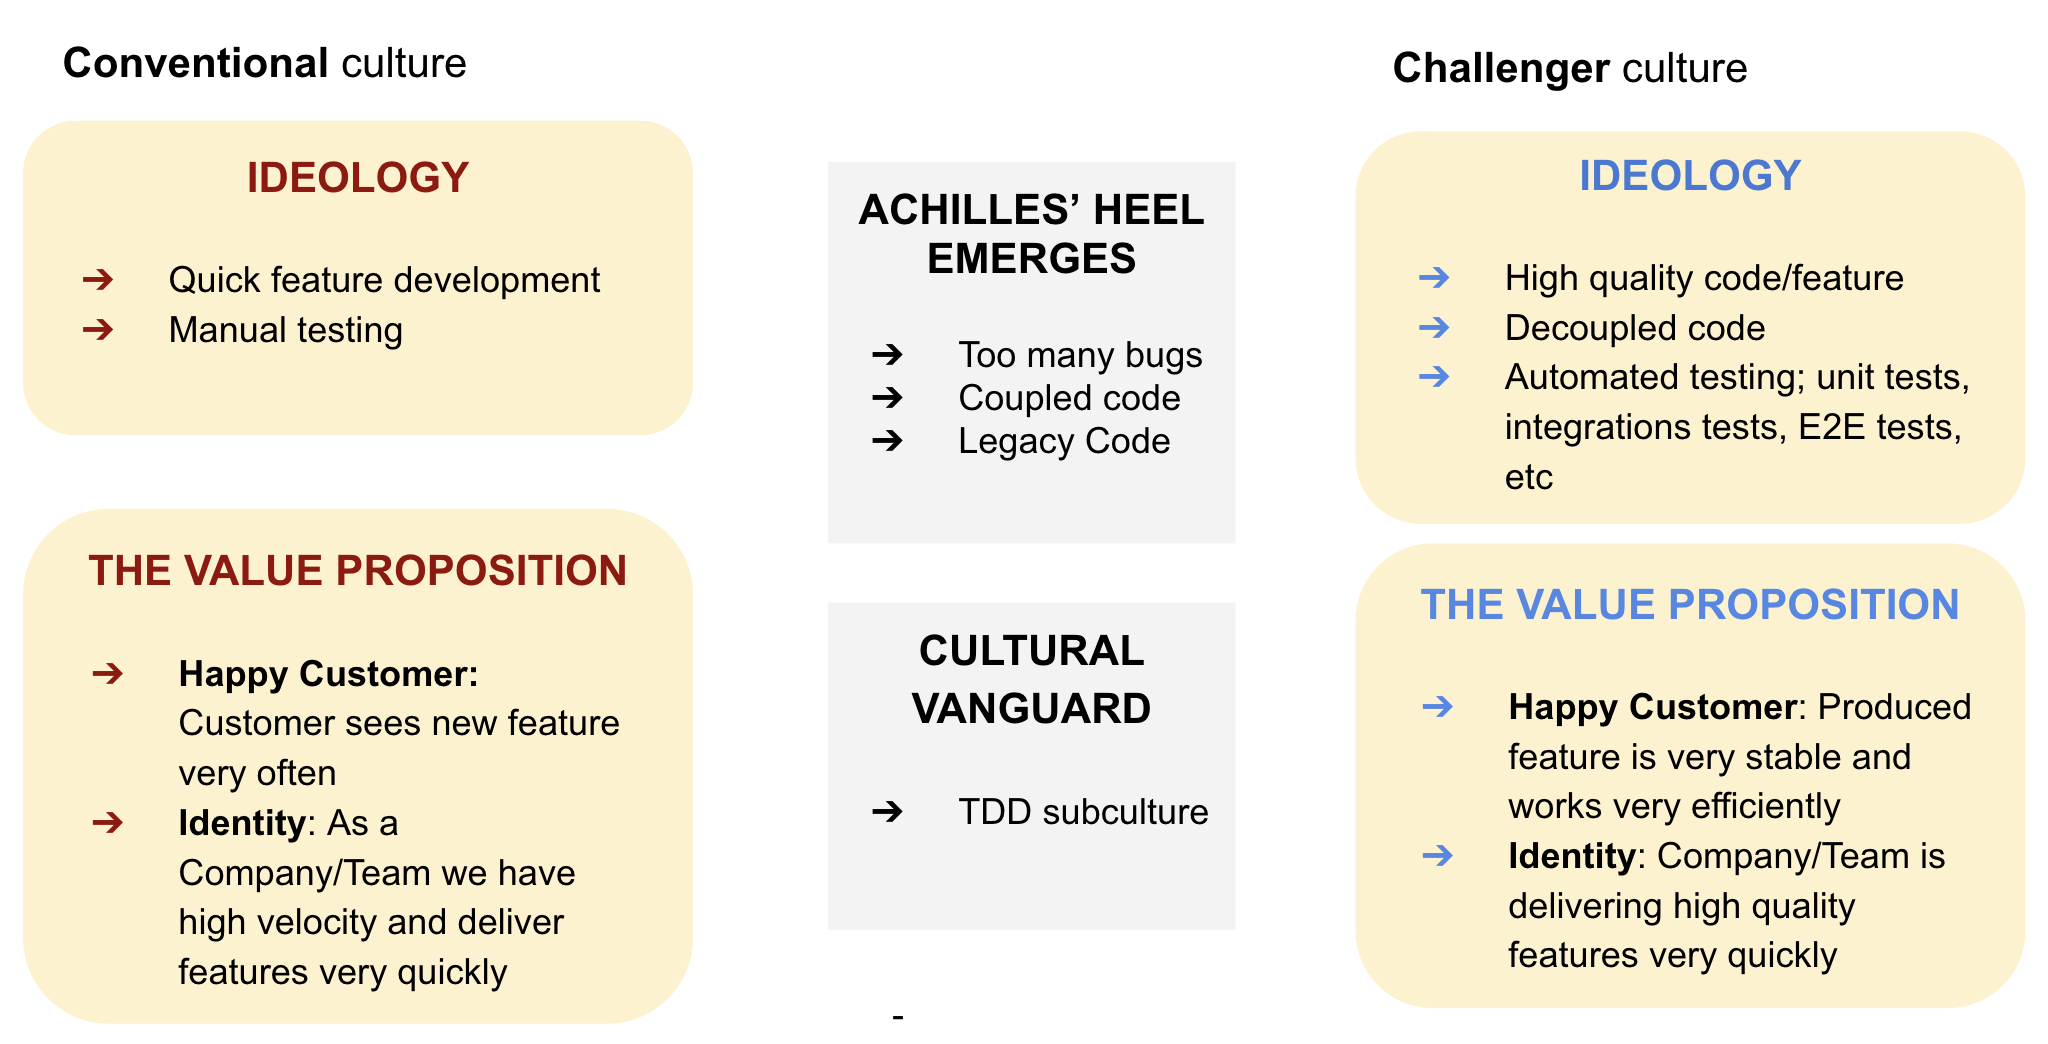 Conventional culture
IDEOLOGY
➔ Quick feature development
➔ Manual testing
THE VALUE PROPOSITION
➔ Happy Customer:
Customer sees new feature
very often
➔ Identity: As a
Company/Team we have
high velocity and deliver
features very quickly
ACHILLES’ HEEL
EMERGES
➔ Too many bugs
➔ Coupled code
➔ Legacy Code
CULTURAL
VANGUARD
➔ TDD subculture
-
Challenger culture
IDEOLOGY
➔ High quality code/feature
➔ Decoupled code
➔ Automated testing; unit tests,
integrations tests, E2E tests,
etc
THE VALUE PROPOSITION
➔ Happy Customer: Produced
feature is very stable and
works very efficiently
➔ Identity: Company/Team is
delivering high quality
features very quickly